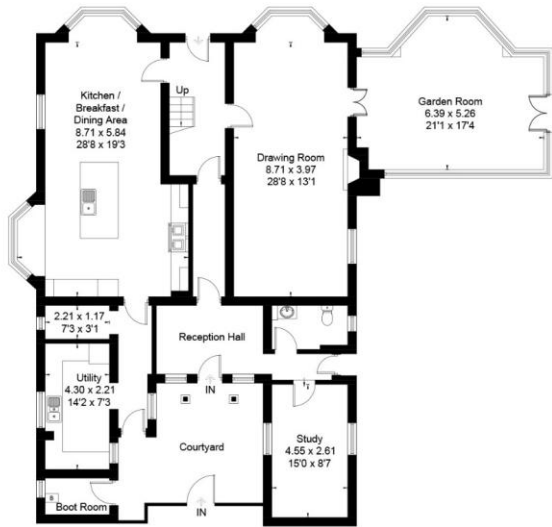 Kitchen /
Breakfast /
Dining Area
8.71 x 5.84
28'8 x 19'3
Up
Drawing Room
8.71 x 3.97
28'8 x 13'1
Garden Room
6.39 x 5.26
21'1 x 17'4
2.21 x 1.17
7'3 x 3'1
Reception Hall
Utility
4.30 x 2.21
14'2 x 7'3
IN
Courtyard
Study
4.55 x 2.61
15'0 x 8'7
B
Boot Room
IN